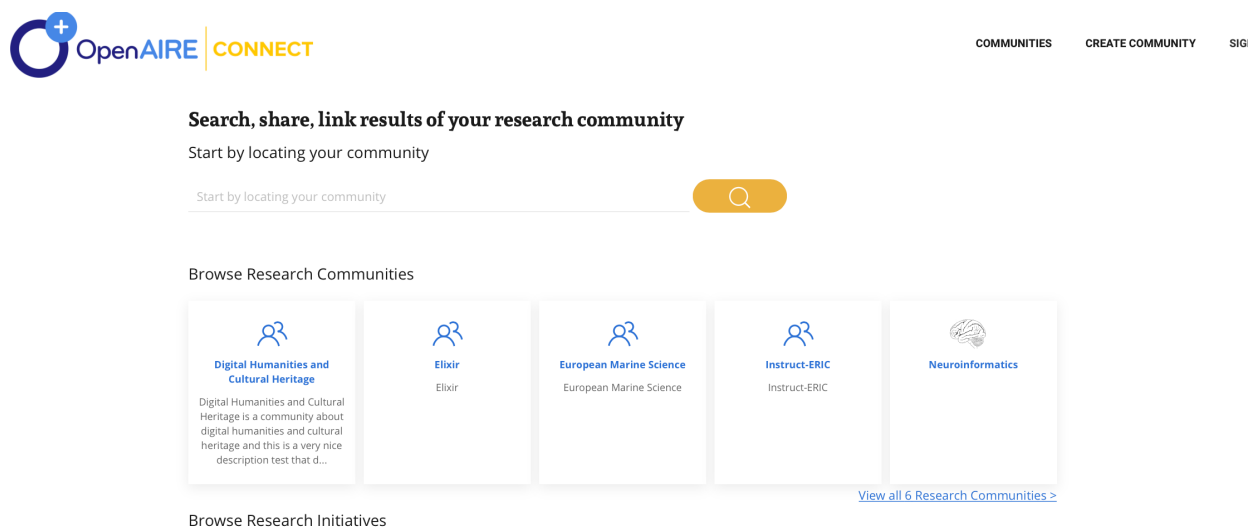 OpenAIRE CONNECT
COMMUNITIES CREATE COMMUNITY
Search, share, link results of your research community
Start by locating your community
Start by locating your community
Browse Research Communities
Digital Humanities and
Cultural Heritage
Digital Humanities and Cultural
Heritage is a community about
digital humanities and cultural
heritage and this is a very nice
description test that d...
Elixir
Elixir
European Marine Science
European Marine Science
Instruct-ERIC
Instruct-ERIC
Neuroinformatics
View all 6 Research Communities >
Browse Research Initiatives